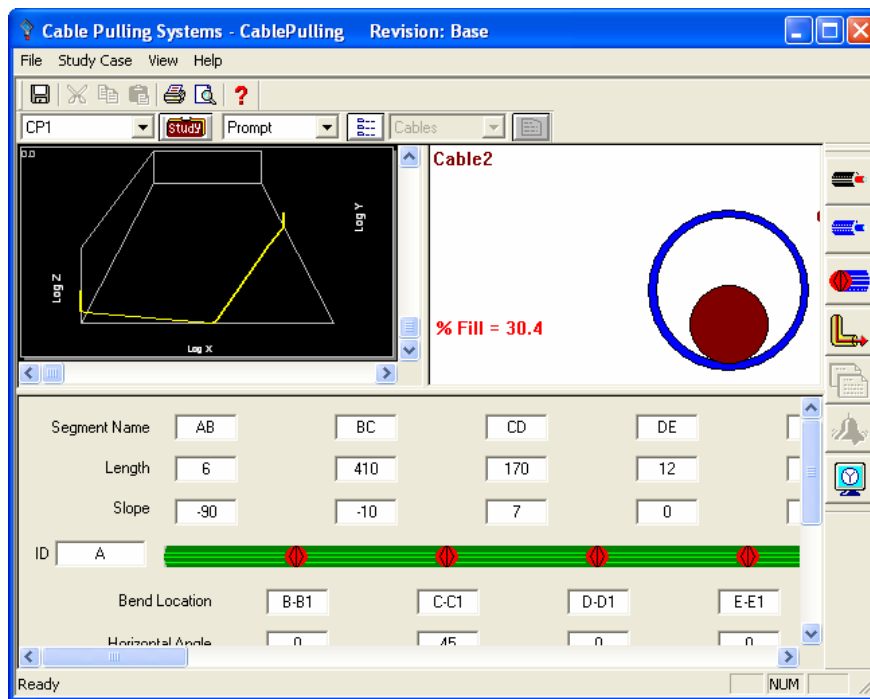 Cable Pulling Systems - CablePulling Revision: Base
File Study Case View Help
CP1 Study Prompt Cables
0.0
Log Y
Log Z
Log X
Cable2
% Fill = 30.4
Segment Name AB BC CD DE
Length 6 410 170 12
Slope -90 -10 7 0
ID A
Bend Location B-B1 C-C1 D-D1 E-E1
Horizontal Angle 0 45 0 0
Ready NUM